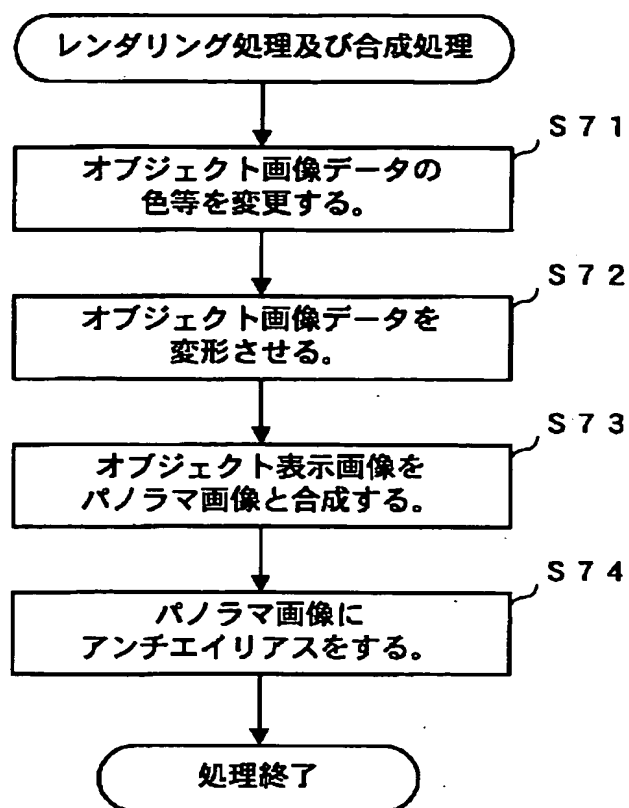 レンダリング処理及び合成処理
S71
オブジェクト画像データの
色等を変更する。
S72
オブジェクト画像データを
変形させる。
S73
オブジェクト表示画像を
パノラマ画像と合成する。
S74
パノラマ画像に
アンチエイリアスをする。
処理終了